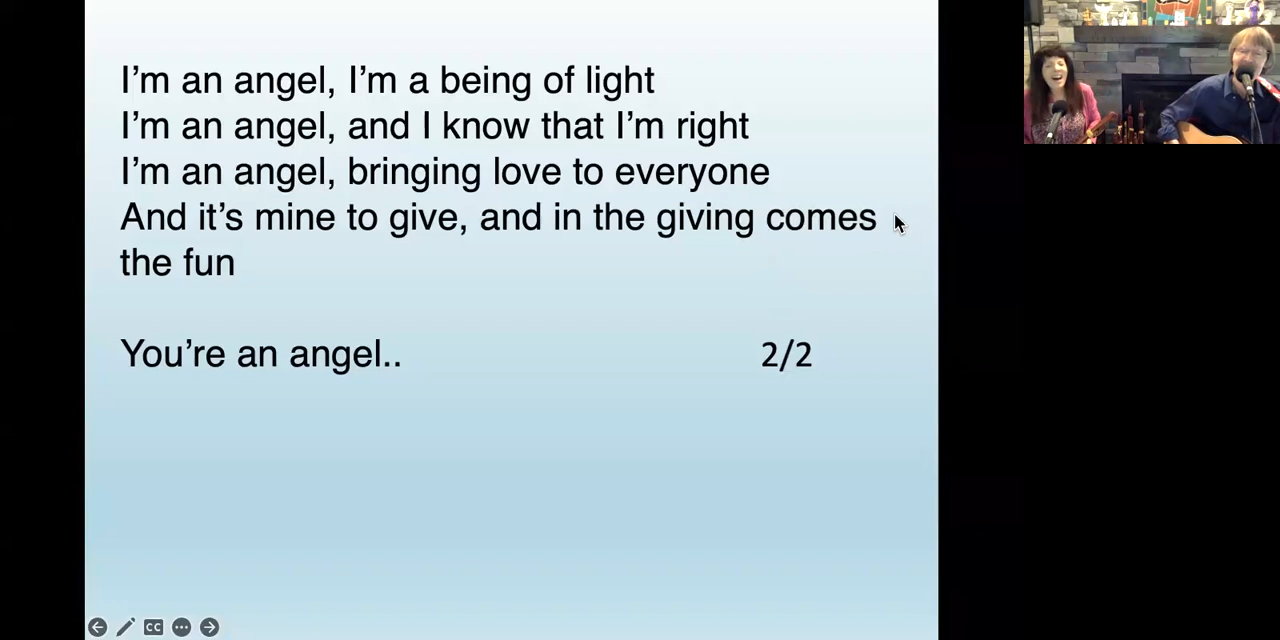 I'm an angel, I'm a being of light
I'm an angel, and I know that I'm right
I'm an angel, bringing love to everyone
And it's mine to give, and in the giving comes
the fun
You're an angel.. 2/2
CC